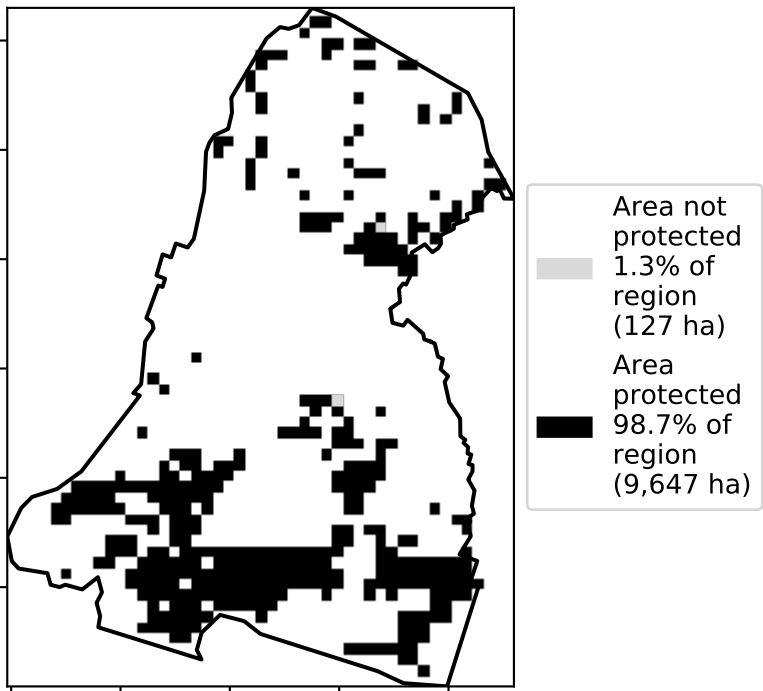 Area not
protected
1.3% of
region
(127 ha)
Area
protected
98.7% of
region
(9,647 ha)